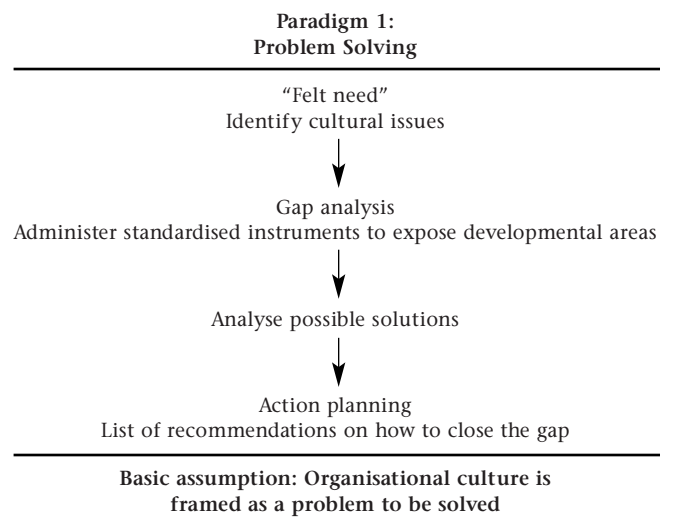 Paradigm 1:
Problem Solving
“Felt need”
Identify cultural issues
Gap analysis
Administer standardised instruments to expose developmental areas
Analyse possible solutions
Action planning
List of recommendations on how to close the gap
Basic assumption: Organisational culture is
framed as a problem to be solved